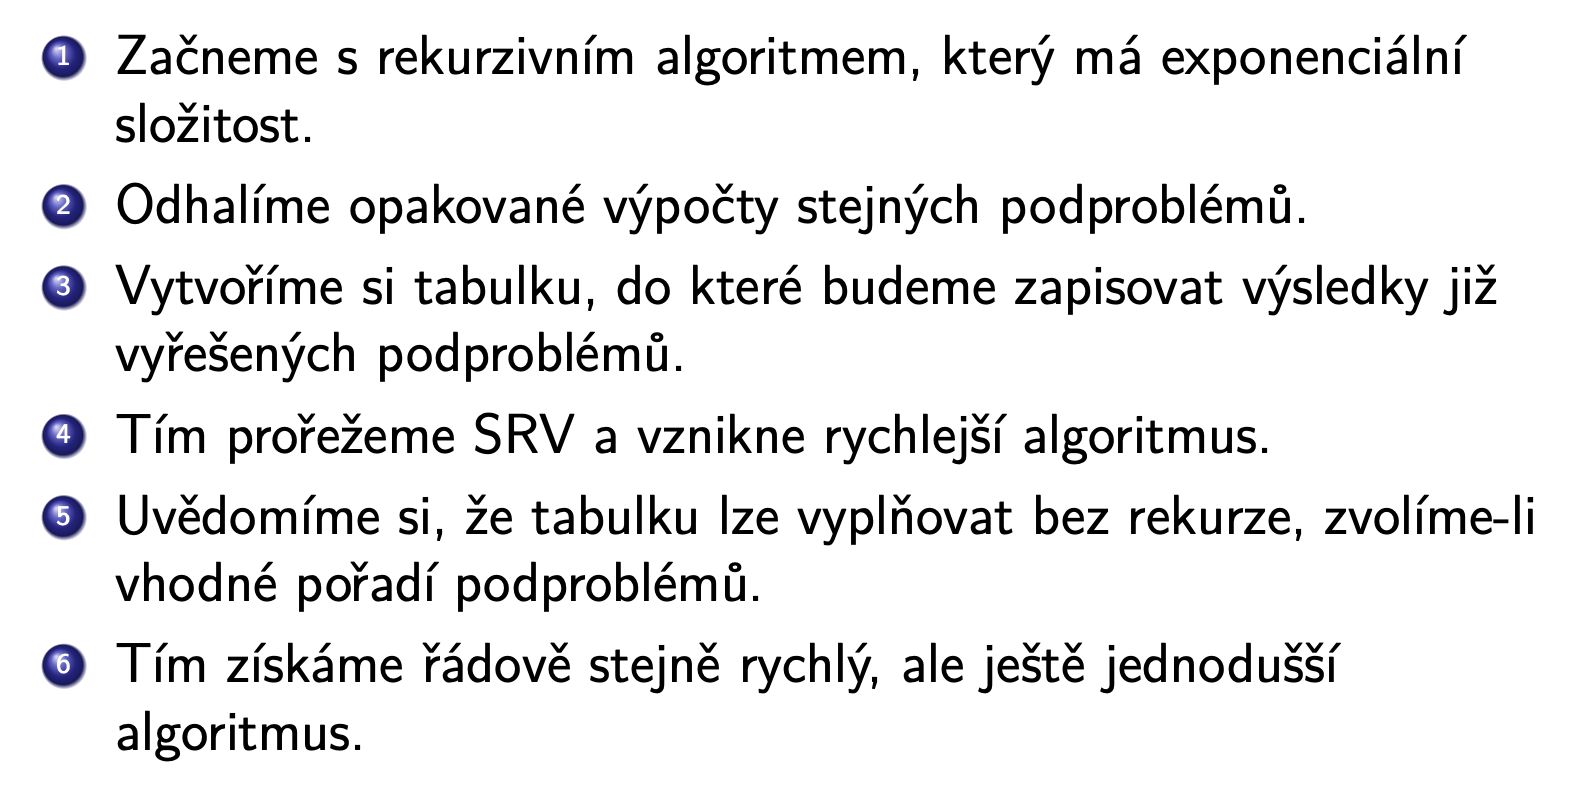 1 Začneme s rekurzivním algoritmem, který má exponenciální
složitost.
2 Odhalíme opakované výpočty stejných podproblémů.
3 Vytvoříme si tabulku, do které budeme zapisovat výsledky již
vyřešených podproblémů.
4 Tím prořežeme SRV a vznikne rychlejší algoritmus.
5 Uvědomíme si, že tabulku lze vyplňovat bez rekurze, zvolíme-li
vhodné pořadí podproblémů.
6 Tím získáme řádově stejně rychlý, ale ještě jednodušší
algoritmus.